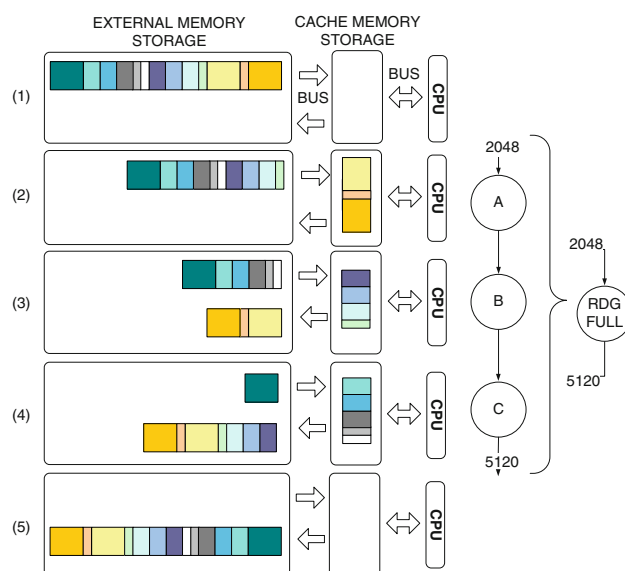 EXTERNAL MEMORY
STORAGE
CACHE MEMORY
STORAGE
(1)
BUS
BUS
CPU
(2)
CPU
(3)
CPU
(4)
CPU
(5)
CPU
2048
A
B
C
5120
2048
RDG
FULL
5120